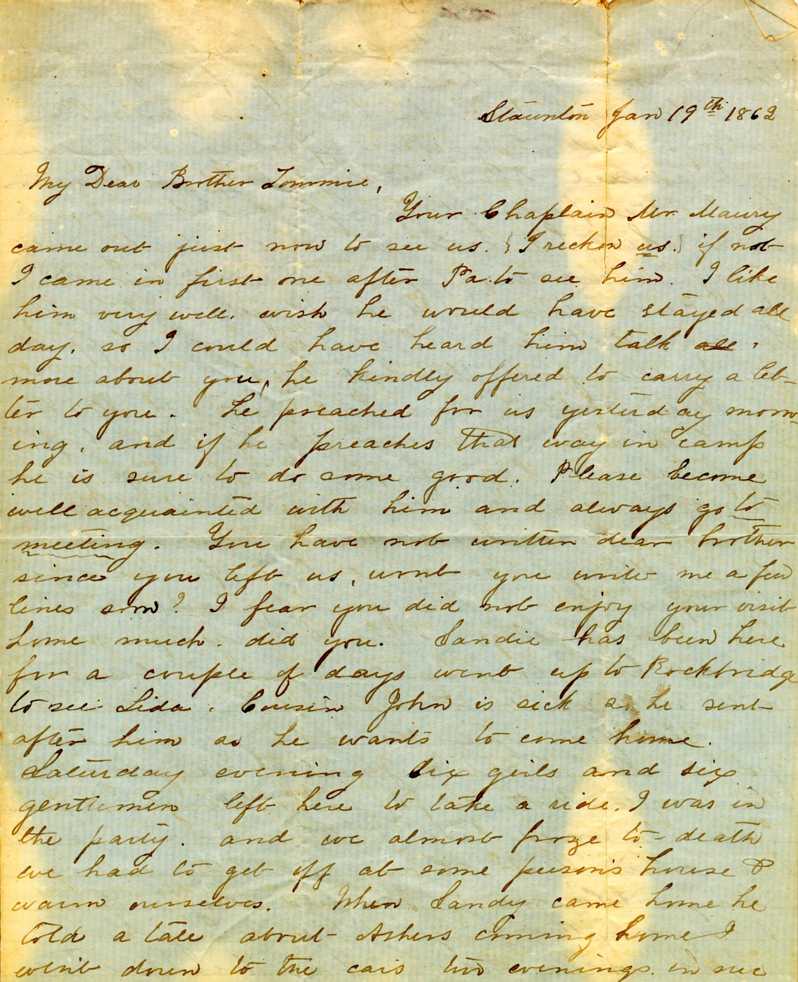 Staunton Jan 19th 1862
My Dear Brother Tommie,
Your Chaplain Mr. Maury
came out just now to see us. (I reckon us.) if not
I came in first one after Pa to see him. I like
him very well. wish he would have stayed all
day, so I could have heard him talk all.
more about you, he kindly offered to carry a let-
ter to you. he preached for us yesterday morn-
ing, and if he preaches that way in camp
he is sure to do some good. Please become
well acquainted with him and always go to
meeting. You have not written dear brother
since you left us, wont you write me a few
lines soon? I fear you did not enjoy your visit
home much. did you. Sandie has been here
for a couple of days went up to Rockbridge
to see Lida. Cousin John is sick so he sent
after him as he wants to come home.
Saturday evening six girls and six
gentlemen left here to take a ride. I was in
the party. and we almost froze to death
we had to get off at some person's house &
warm ourselves. When Sandy came home he
told a tale about Ashers coming home I
went down to the cars two evenings in suc